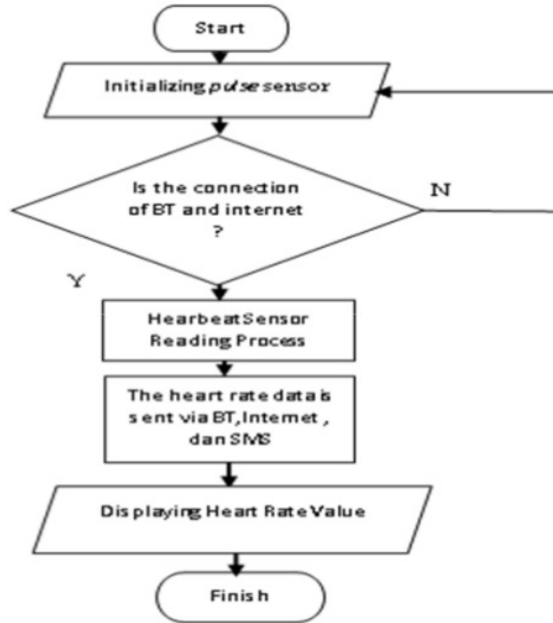 Start
Initializing pulse sensor
Is the connection
of BT and internet
?
N
Y
Hearbeat Sensor
Reading Process
The heart rate data is
sent via BT, Internet ,
dan SMS
Displaying Heart Rate Value
Finish